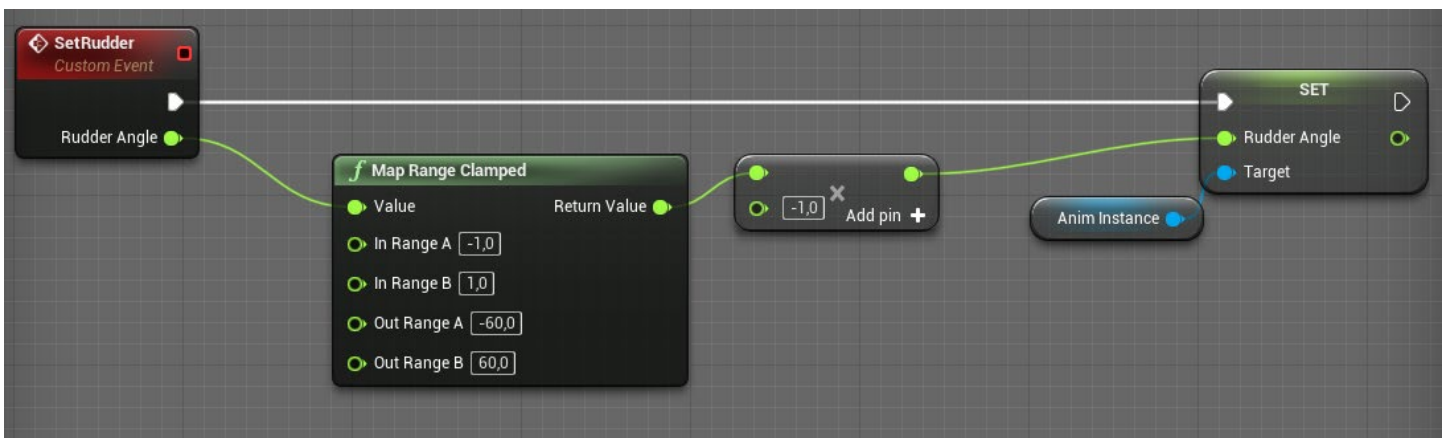 SetRudder
Custom Event
Rudder Angle
f Map Range Clamped
Value Return Value
In Range A -1,0
In Range B 1,0
Out Range A -60,0
Out Range B 60,0
-1,0 × Add pin +
Anim Instance
SET
Rudder Angle
Target